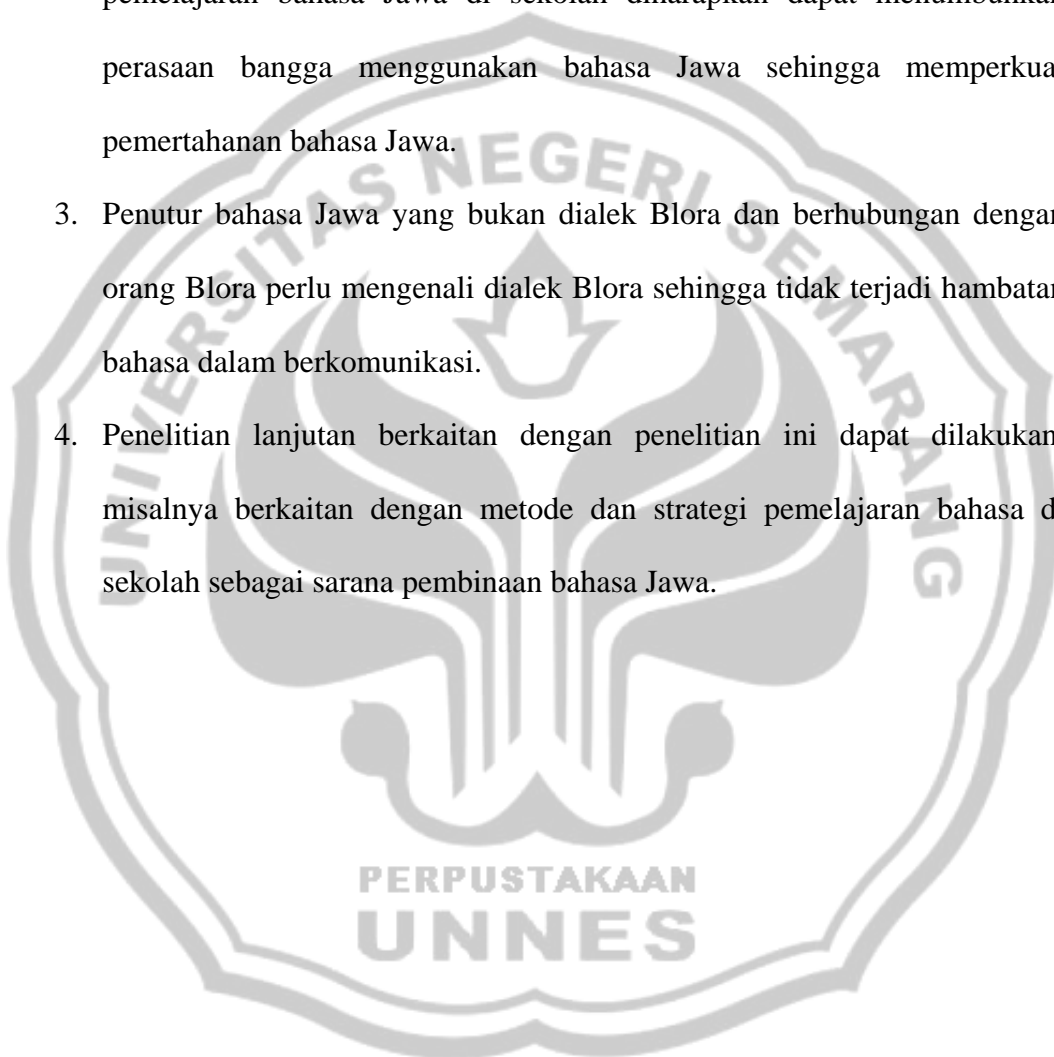 pemelajaran bahasa Jawa di sekolah diharapkan dapat menumbuhkan
perasaan bangga menggunakan bahasa Jawa sehingga memperkua
pemertahanan bahasa Jawa.
3. Penutur bahasa Jawa yang bukan dialek Blora dan berhubungan dengan
orang Blora perlu mengenali dialek Blora sehingga tidak terjadi hambatan
bahasa dalam berkomunikasi.
4. Penelitian lanjutan berkaitan dengan penelitian ini dapat dilakukan
misalnya berkaitan dengan metode dan strategi pemelajaran bahasa d
sekolah sebagai sarana pembinaan bahasa Jawa.
UNIVERSITAS NEGERI SEMARANG
PERPUSTAKAAN
UNNES